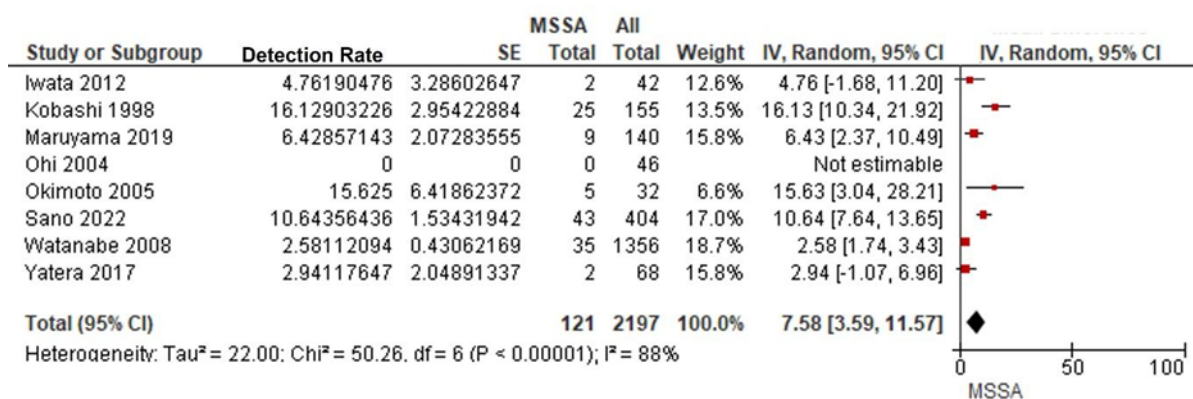 MSSA All
Study or Subgroup Detection Rate SE Total Total Weight IV, Random, 95% CI IV, Random, 95% CI
Iwata 2012 4.76190476 3.28602647 2 42 12.6% 4.76 [-1.68, 11.20]
Kobashi 1998 16.12903226 2.95422884 25 155 13.5% 16.13 [10.34, 21.92]
Maruyama 2019 6.42857143 2.07283555 9 140 15.8% 6.43 [2.37, 10.49]
Ohi 2004 0 0 0 46 Not estimable
Okimoto 2005 15.625 6.41862372 5 32 6.6% 15.63 [3.04, 28.21]
Sano 2022 10.64356436 1.53431942 43 404 17.0% 10.64 [7.64, 13.65]
Watanabe 2008 2.58112094 0.43062169 35 1356 18.7% 2.58 [1.74, 3.43]
Yatera 2017 2.94117647 2.04891337 2 68 15.8% 2.94 [-1.07, 6.96]
Total (95% CI) 121 2197 100.0% 7.58 [3.59, 11.57]
Heterogeneity: Tau² = 22.00; Chi² = 50.26, df = 6 (P < 0.00001); I² = 88%
0 50 100
MSSA